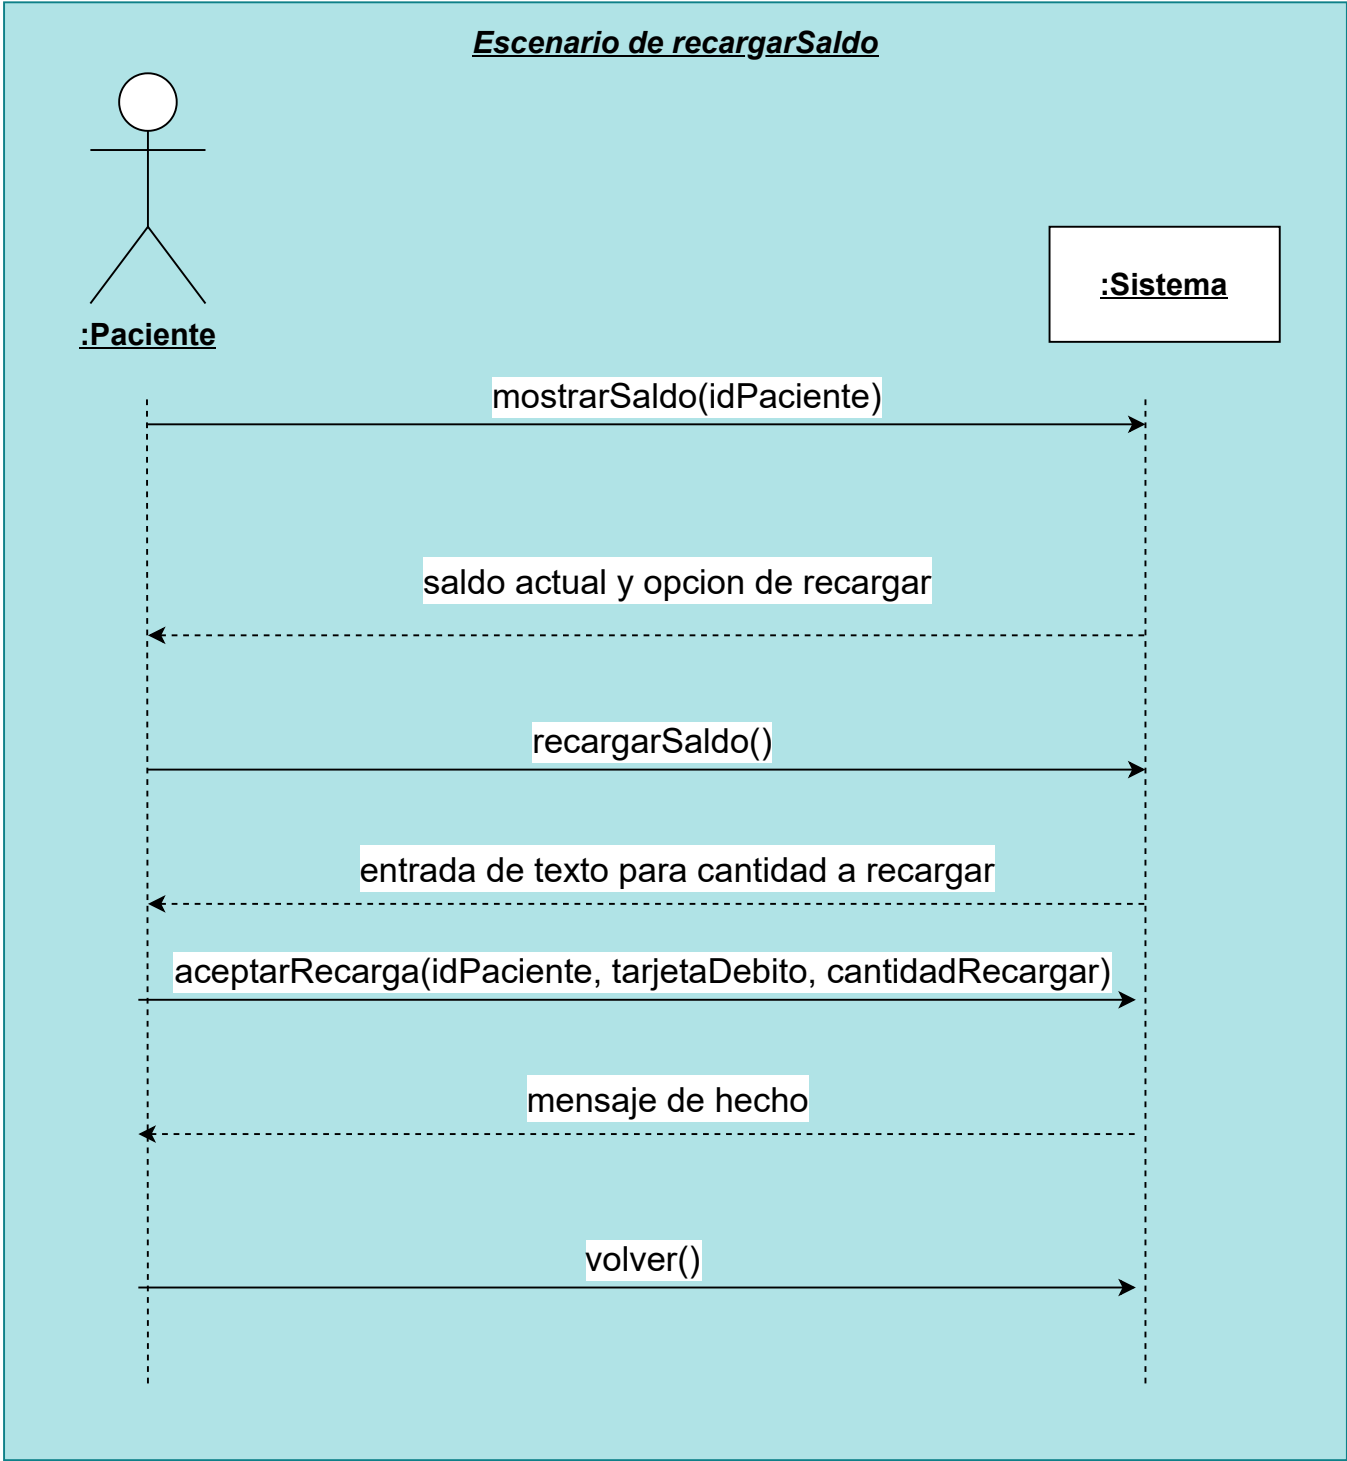 Escenario de recargarSaldo
:Sistema
:Paciente
mostrarSaldo(idPaciente)
saldo actual y opcion de recargar
recargarSaldo()
entrada de texto para cantidad a recargar
aceptarRecarga(idPaciente, tarjetaDebito, cantidadRecargar)
mensaje de hecho
volver()